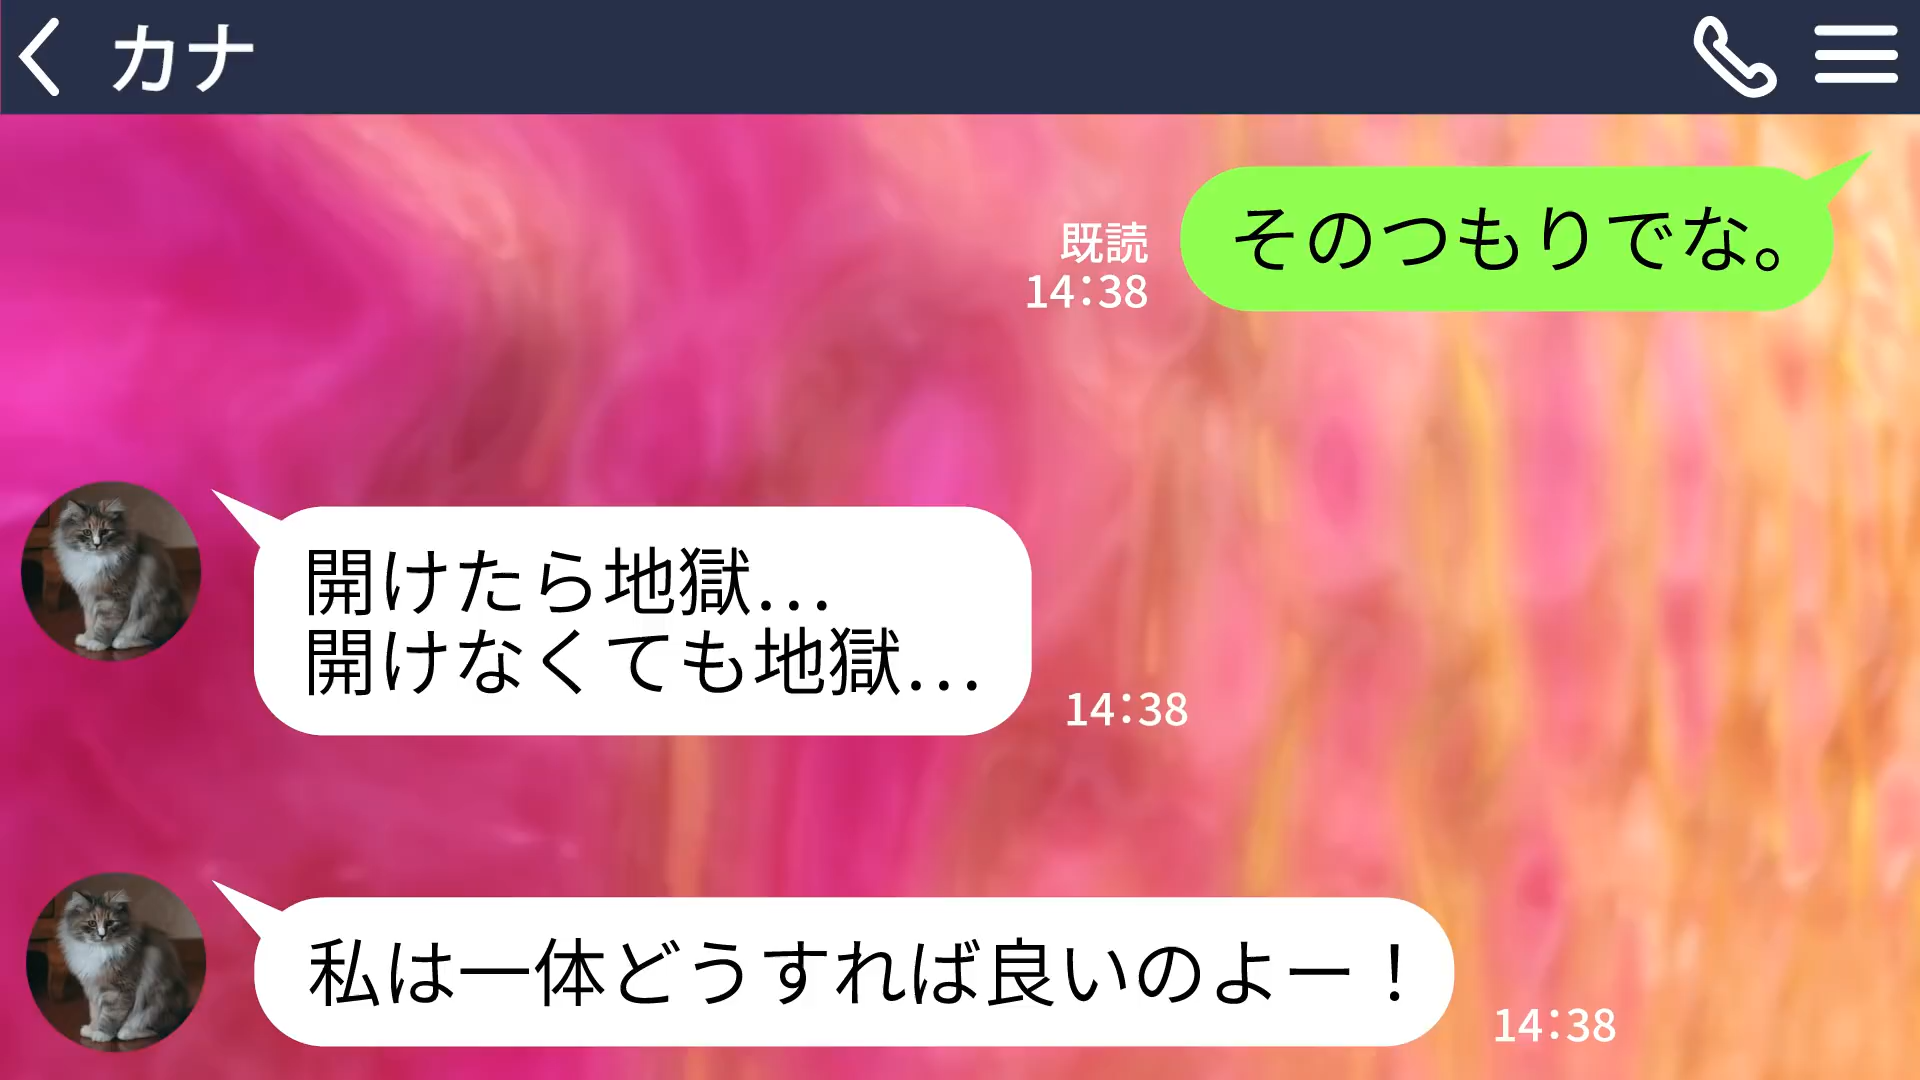 カナ
そのつもりでな。
既読
14:38
開けたら地獄…
開けなくても地獄…
14:38
私は一体どうすれば良いのよー！
14:38